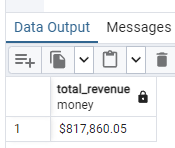 Data Output Messages
total_revenue
money
1 $817,860.05